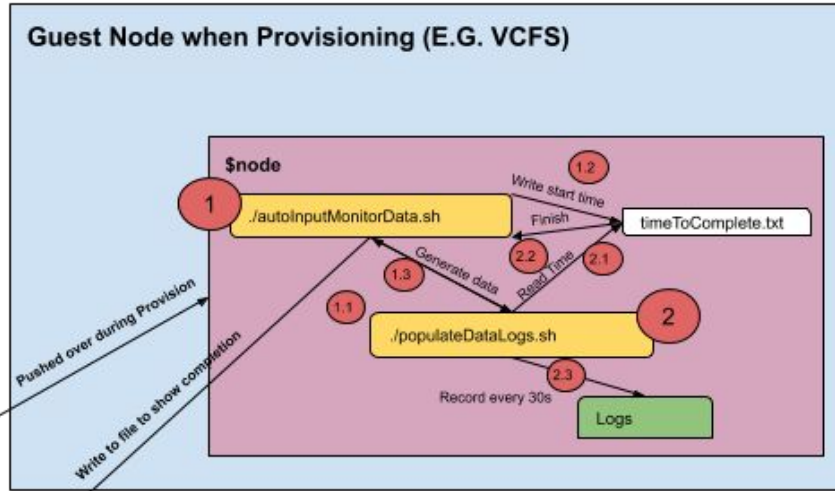 Guest Node when Provisioning (E.G. VCFS)
$node
1.2
1
./autoInputMonitorData.sh
Write start time
Finish
timeToComplete.txt
2.2
2.1
1.3
Generate data
Read Time
1.1
2
./populateDataLogs.sh
2.3
Record every 30s
Logs
Pushed over during Provision
Write to file to show completion